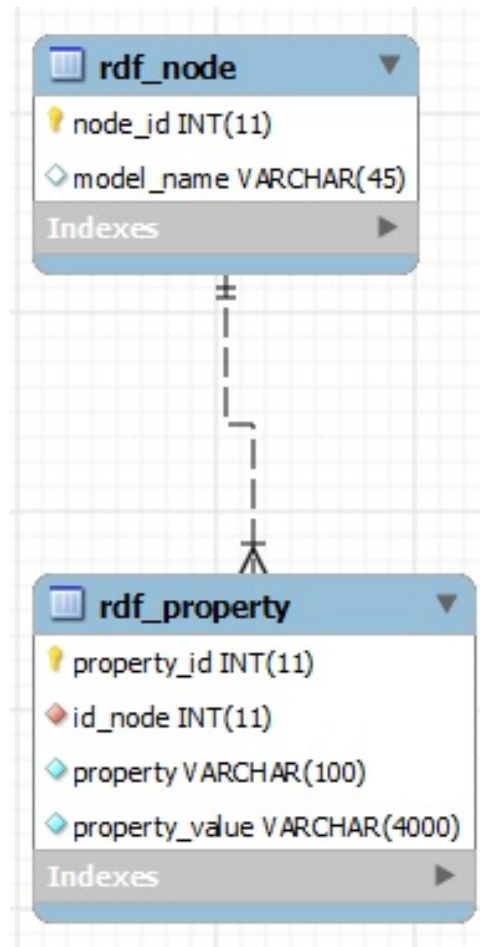 rdf_node
node_id INT(11)
model_name VARCHAR(45)
Indexes
rdf_property
property_id INT(11)
id_node INT(11)
property VARCHAR(100)
property_value VARCHAR(4000)
Indexes